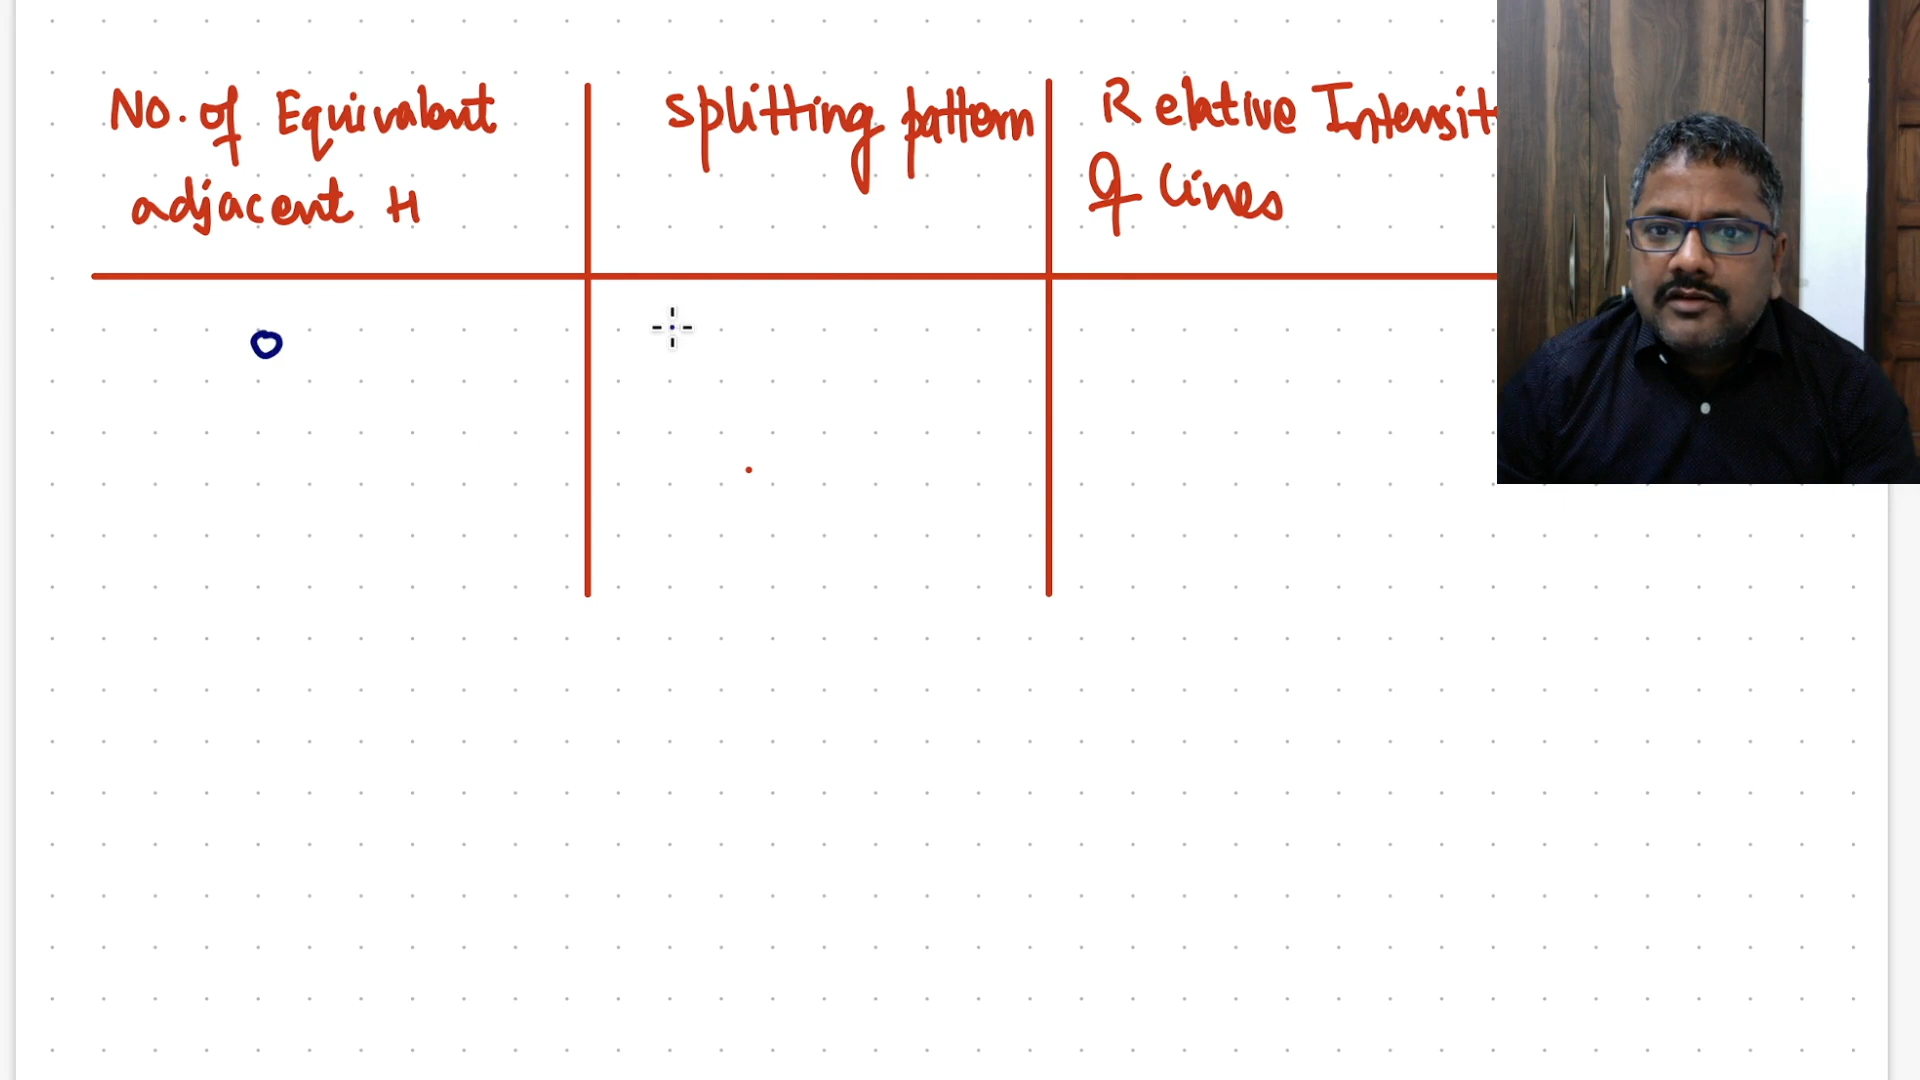 No. of Equivalent
adjacent H
splitting pattern
Relative Intensit
of lines
0